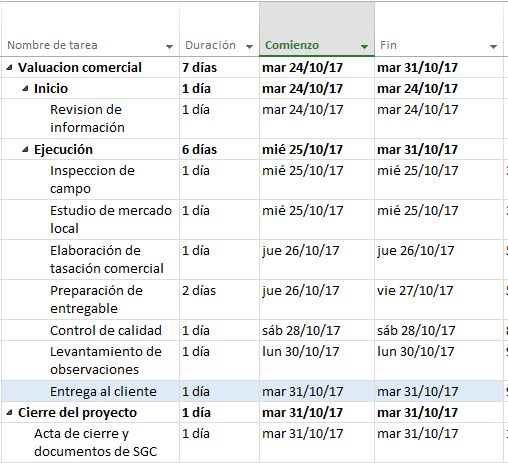 Nombre de tarea Duración Comienzo Fin
Valuacion comercial 7 días mar 24/10/17 mar 31/10/17
Inicio 1 día mar 24/10/17 mar 24/10/17
Revision de 1 día mar 24/10/17 mar 24/10/17
información
Ejecución 6 días mié 25/10/17 mar 31/10/17
Inspeccion de 1 día mié 25/10/17 mié 25/10/17
campo
Estudio de mercado 1 día mié 25/10/17 mié 25/10/17
local
Elaboración de 1 día jue 26/10/17 jue 26/10/17
tasación comercial
Preparación de 2 días jue 26/10/17 vie 27/10/17
entregable
Control de calidad 1 día sáb 28/10/17 sáb 28/10/17
Levantamiento de 1 día lun 30/10/17 lun 30/10/17
observaciones
Entrega al cliente 1 día mar 31/10/17 mar 31/10/17
Cierre del proyecto 1 día mar 31/10/17 mar 31/10/17
Acta de cierre y 1 día mar 31/10/17 mar 31/10/17
documentos de SGC